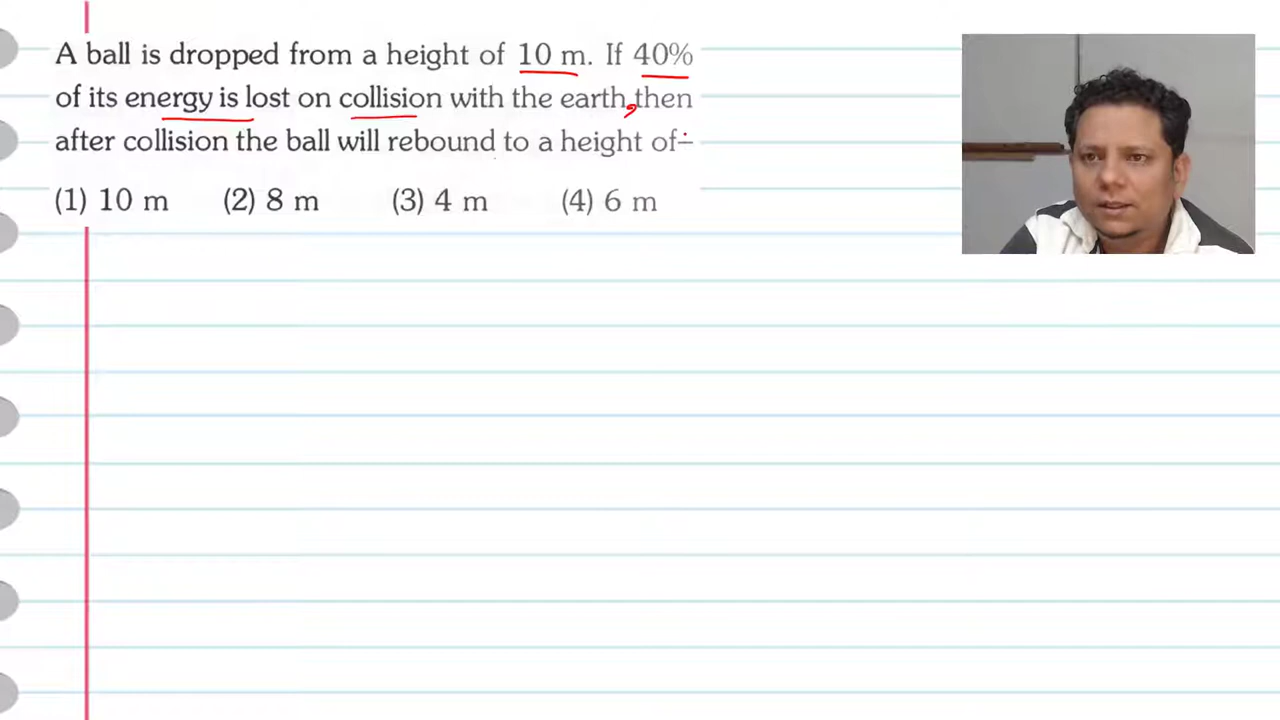 A ball is dropped from a height of 10 m. If 40%
of its energy is lost on collision with the earth, then
after collision the ball will rebound to a height of-
(1) 10 m (2) 8 m (3) 4 m (4) 6 m